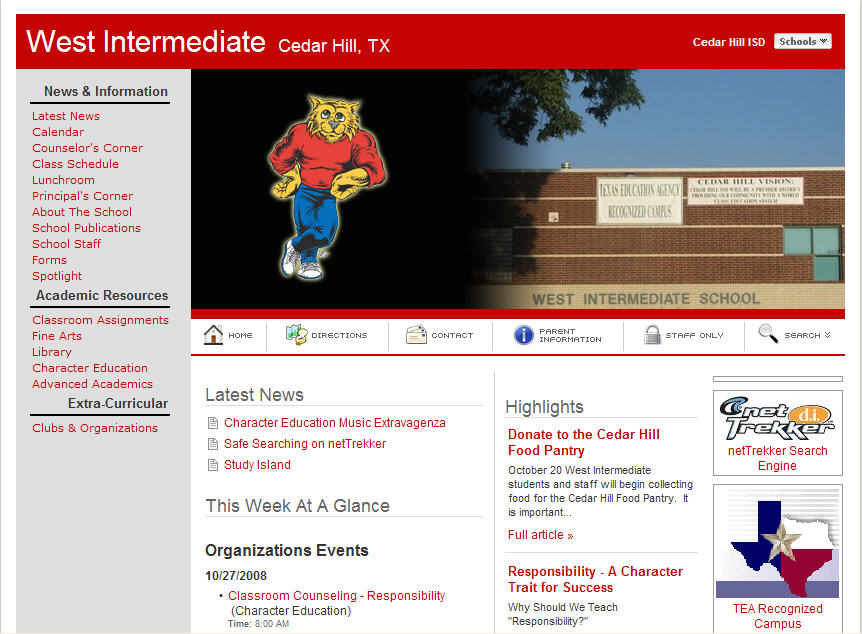 West Intermediate Cedar Hill, TX
Cedar Hill ISD Schools
News & Information
Latest News
Calendar
Counselor's Corner
Class Schedule
Lunchroom
Principal's Corner
About The School
School Publications
School Staff
Forms
Spotlight
Academic Resources
Classroom Assignments
Fine Arts
Library
Character Education
Advanced Academics
Extra-Curricular
Clubs & Organizations
TEXAS EDUCATION AGENCY
RECOGNIZED CAMPUS
CEDAR HILL VISION:
CEDAR HILL ISD WILL BE A PREMIER DISTRICT
PROVIDING OUR COMMUNITY WITH A WORLD
CLASS EDUCATION SYSTEM
WEST INTERMEDIATE SCHOOL
HOME
DIRECTIONS
CONTACT
PARENT
INFORMATION
STAFF ONLY
SEARCH
Latest News
Character Education Music Extravagenza
Safe Searching on netTrekker
Study Island
This Week At A Glance
Organizations Events
10/27/2008
• Classroom Counseling - Responsibility
(Character Education)
Time: 8:00 AM
Highlights
Donate to the Cedar Hill
Food Pantry
October 20 West Intermediate
students and staff will begin collecting
food for the Cedar Hill Food Pantry. It
is important...
Full article »
Responsibility - A Character
Trait for Success
Why Should We Teach
"Responsibility?"
net d.i.
Trekker
netTrekker Search
Engine
TEA Recognized
Campus